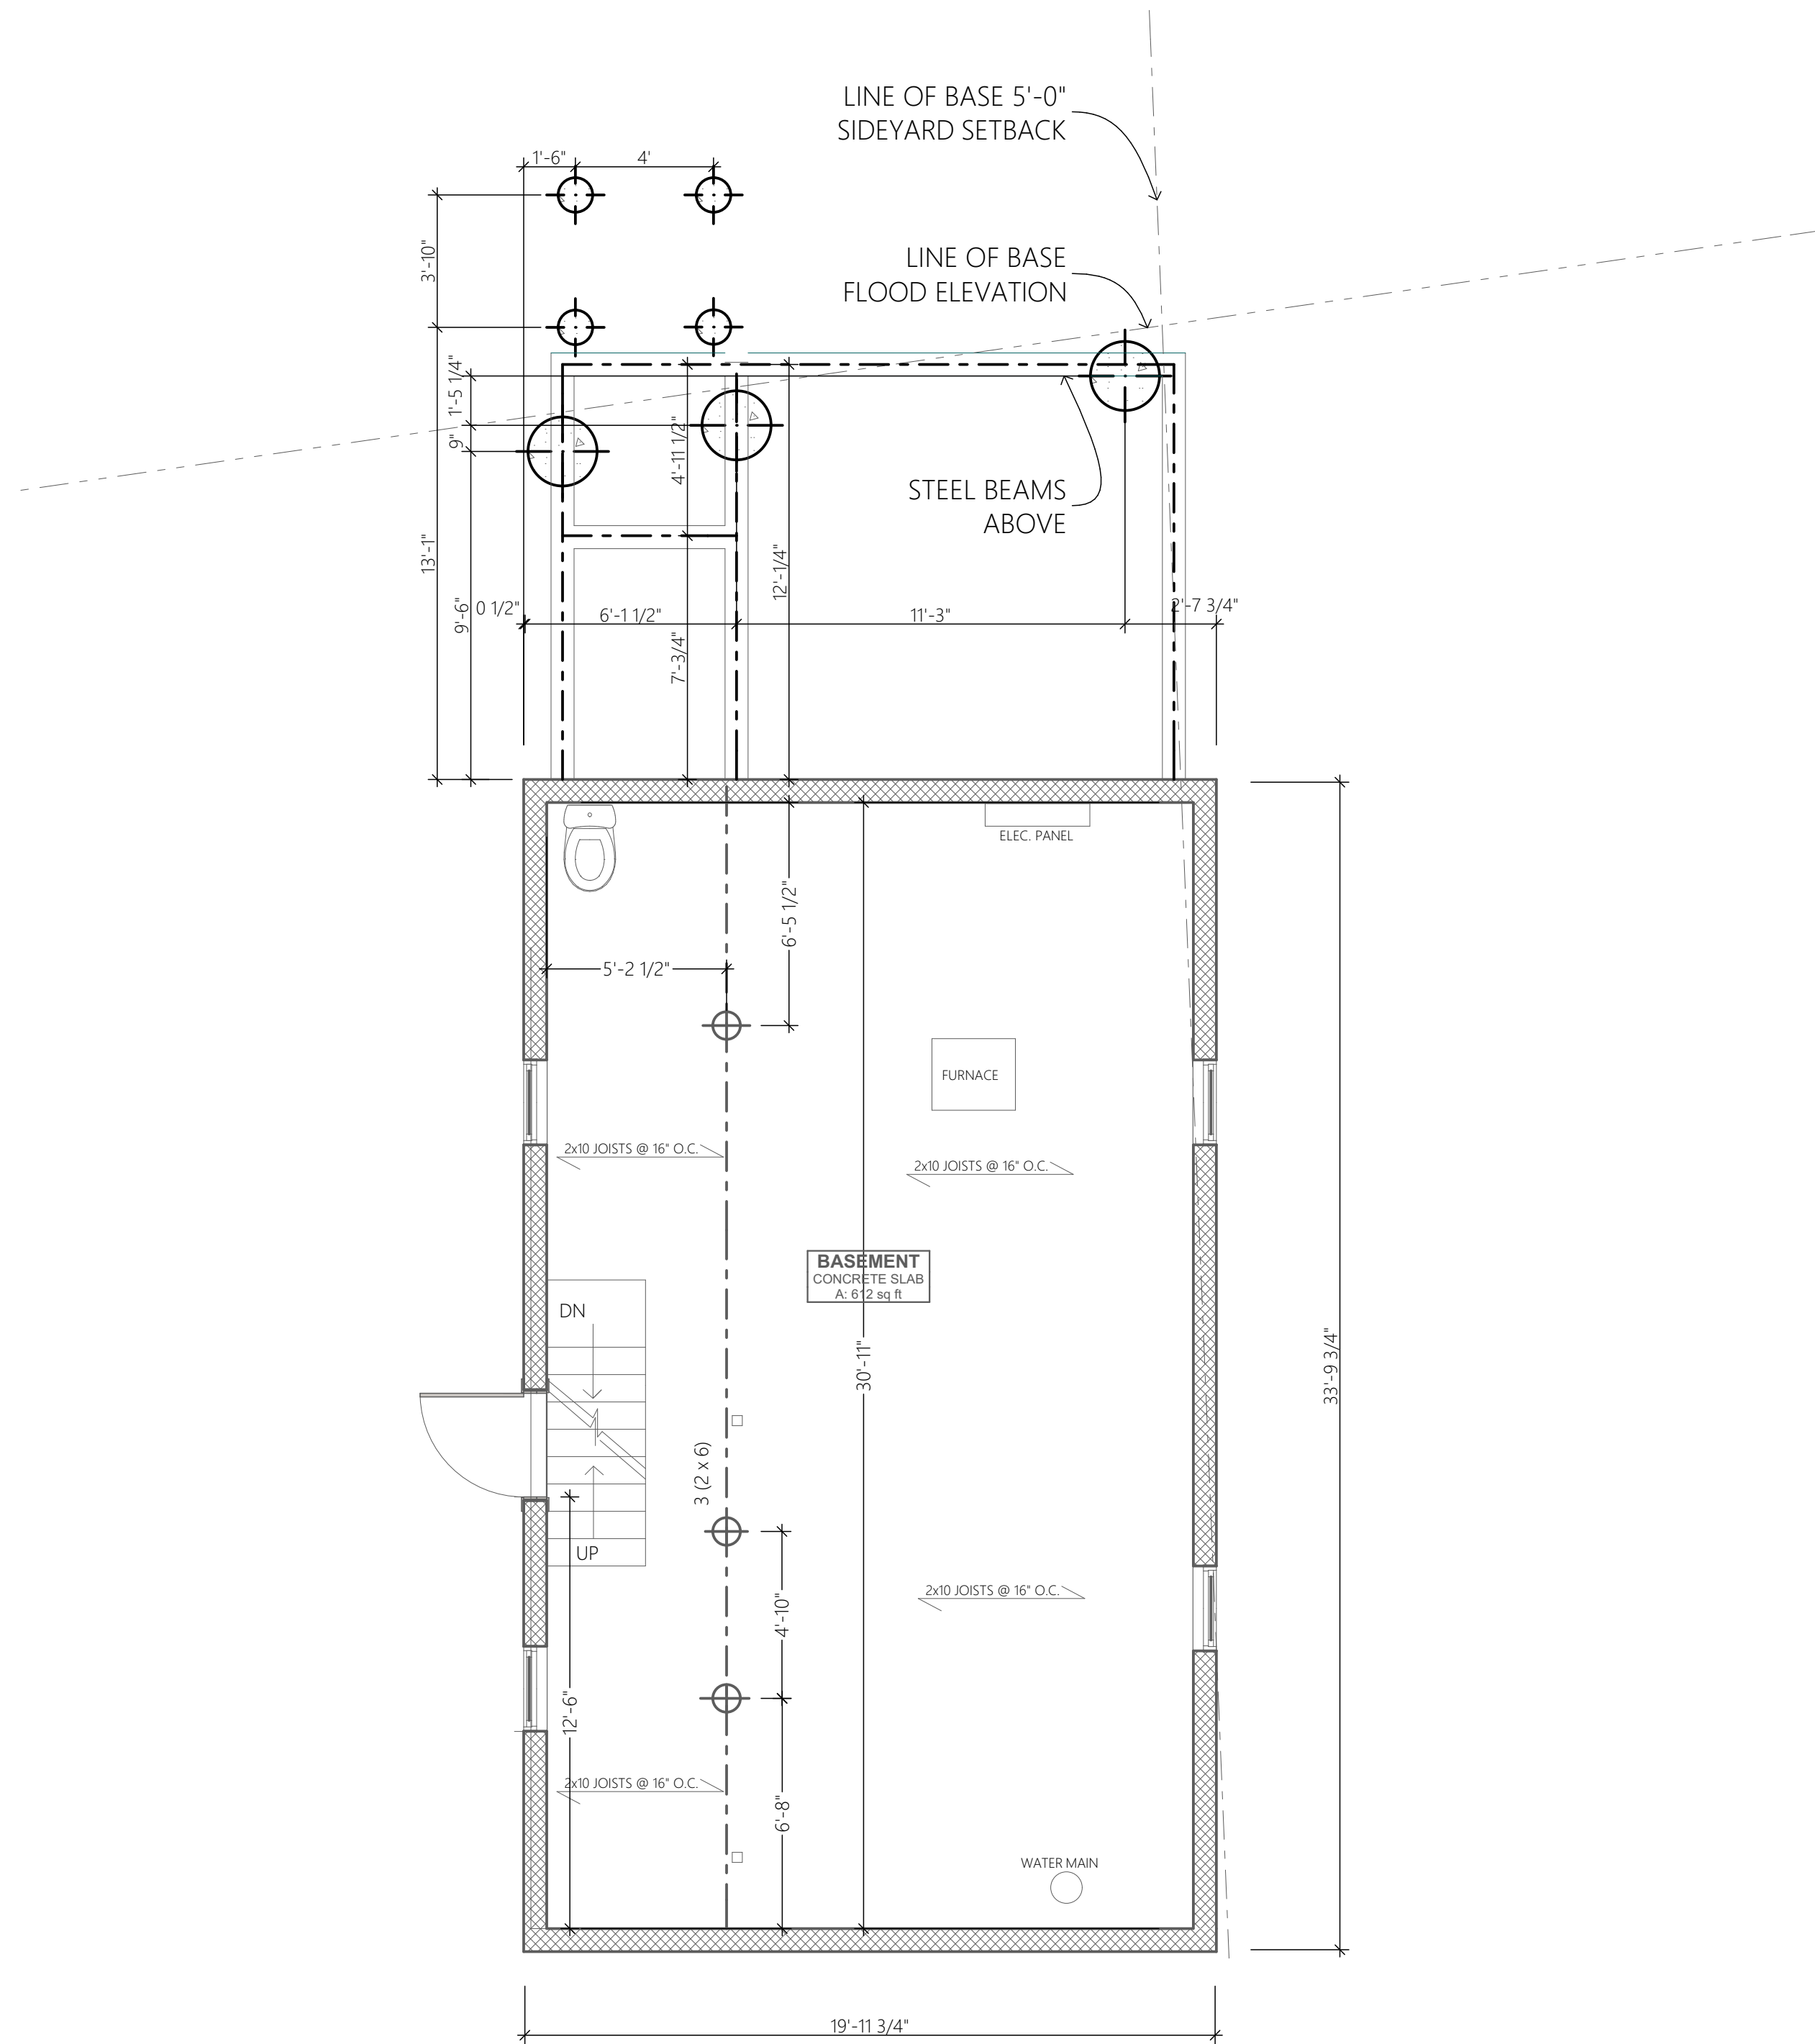 LINE OF BASE 5'-0"
SIDEYARD SETBACK
1'-6"
4'
3'-10"
LINE OF BASE
FLOOD ELEVATION
1'-5 1/4"
9"
4'-11 1/2"
STEEL BEAMS
ABOVE
13'-1"
9'-6"
0 1/2"
6'-1 1/2"
7'-3/4"
12'-1/4"
11'-3"
2'-7 3/4"
ELEC. PANEL
6'-5 1/2"
5'-2 1/2"
FURNACE
2x10 JOISTS @ 16" O.C.
2x10 JOISTS @ 16" O.C.
BASEMENT
CONCRETE SLAB
A: 612 sq ft
DN
30'-11"
33'-9 3/4"
3 (2 x 6)
UP
2x10 JOISTS @ 16" O.C.
4'-10"
12'-6"
2x10 JOISTS @ 16" O.C.
6'-8"
WATER MAIN
19'-11 3/4"